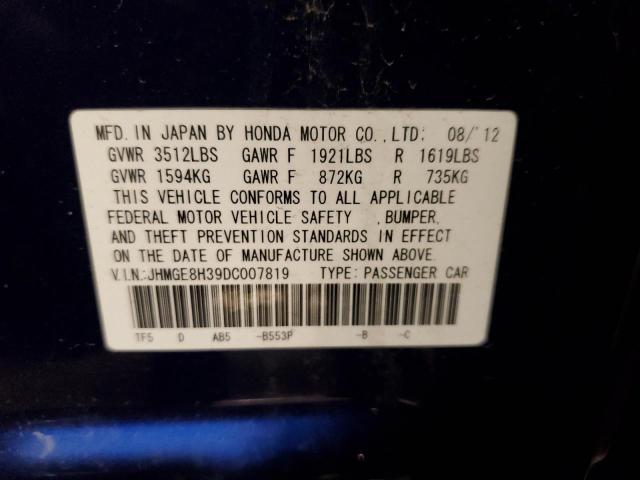 MFD. IN JAPAN BY HONDA MOTOR CO.,LTD: 08/'12
GVWR 3512LBS GAWR F 1921LBS R 1619LBS
GVWR 1594KG GAWR F 872KG R 735KG
THIS VEHICLE CONFORMS TO ALL APPLICABLE
FEDERAL MOTOR VEHICLE SAFETY ,BUMPER,
AND THEFT PREVENTION STANDARDS IN EFFECT
ON THE DATE OF MANUFACTURE SHOWN ABOVE.
V.I.N.:JHMGE8H39DC007819 TYPE: PASSENGER CAR
TF5 D AB5 -B553P -B -C